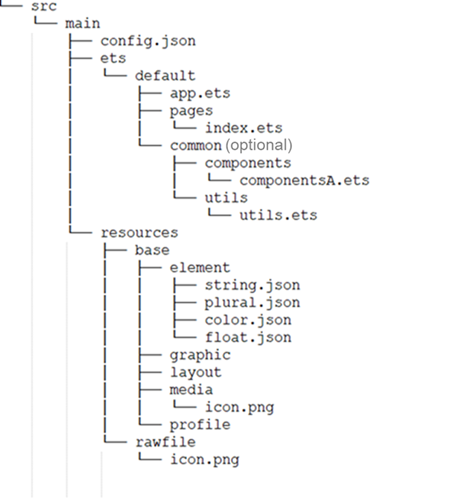 src
main
config.json
ets
default
app.ets
pages
index.ets
common (optional)
components
componentsA.ets
utils
utils.ets
resources
base
element
string.json
plural.json
color.json
float.json
graphic
layout
media
icon.png
profile
rawfile
icon.png